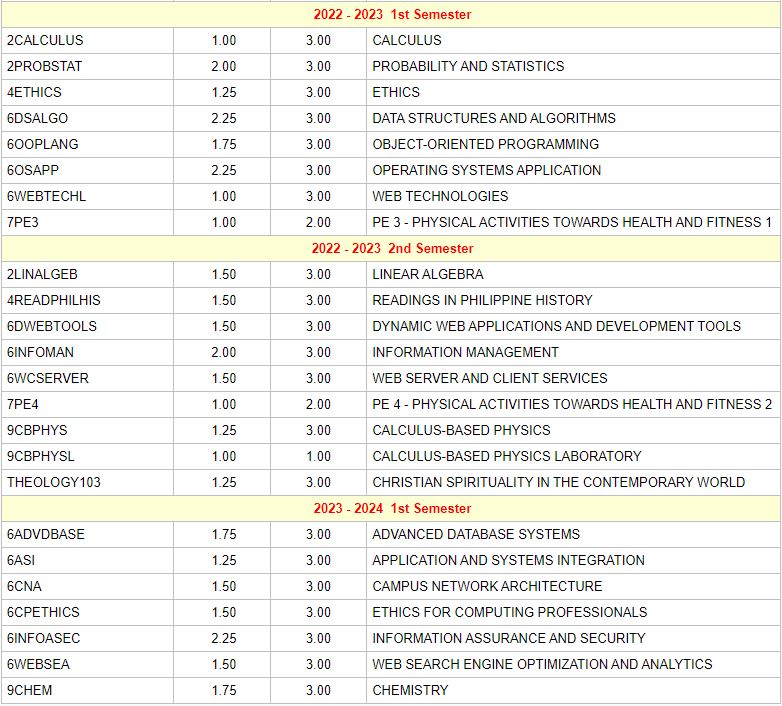 2022 - 2023 1st Semester
2CALCULUS 1.00 3.00 CALCULUS
2PROBSTAT 2.00 3.00 PROBABILITY AND STATISTICS
4ETHICS 1.25 3.00 ETHICS
6DSALGO 2.25 3.00 DATA STRUCTURES AND ALGORITHMS
6OOPLANG 1.75 3.00 OBJECT-ORIENTED PROGRAMMING
6OSAPP 2.25 3.00 OPERATING SYSTEMS APPLICATION
6WEBTECHL 1.00 3.00 WEB TECHNOLOGIES
7PE3 1.00 2.00 PE 3 - PHYSICAL ACTIVITIES TOWARDS HEALTH AND FITNESS 1
2022 - 2023 2nd Semester
2LINALGEB 1.50 3.00 LINEAR ALGEBRA
4READPHILHIS 1.50 3.00 READINGS IN PHILIPPINE HISTORY
6DWEBTOOLS 1.50 3.00 DYNAMIC WEB APPLICATIONS AND DEVELOPMENT TOOLS
6INFOMAN 2.00 3.00 INFORMATION MANAGEMENT
6WCSERVER 1.50 3.00 WEB SERVER AND CLIENT SERVICES
7PE4 1.00 2.00 PE 4 - PHYSICAL ACTIVITIES TOWARDS HEALTH AND FITNESS 2
9CBPHYS 1.25 3.00 CALCULUS-BASED PHYSICS
9CBPHYSL 1.00 1.00 CALCULUS-BASED PHYSICS LABORATORY
THEOLOGY103 1.25 3.00 CHRISTIAN SPIRITUALITY IN THE CONTEMPORARY WORLD
2023 - 2024 1st Semester
6ADVDBASE 1.75 3.00 ADVANCED DATABASE SYSTEMS
6ASI 1.25 3.00 APPLICATION AND SYSTEMS INTEGRATION
6CNA 1.50 3.00 CAMPUS NETWORK ARCHITECTURE
6CPETHICS 1.50 3.00 ETHICS FOR COMPUTING PROFESSIONALS
6INFOASEC 2.25 3.00 INFORMATION ASSURANCE AND SECURITY
6WEBSEA 1.50 3.00 WEB SEARCH ENGINE OPTIMIZATION AND ANALYTICS
9CHEM 1.75 3.00 CHEMISTRY